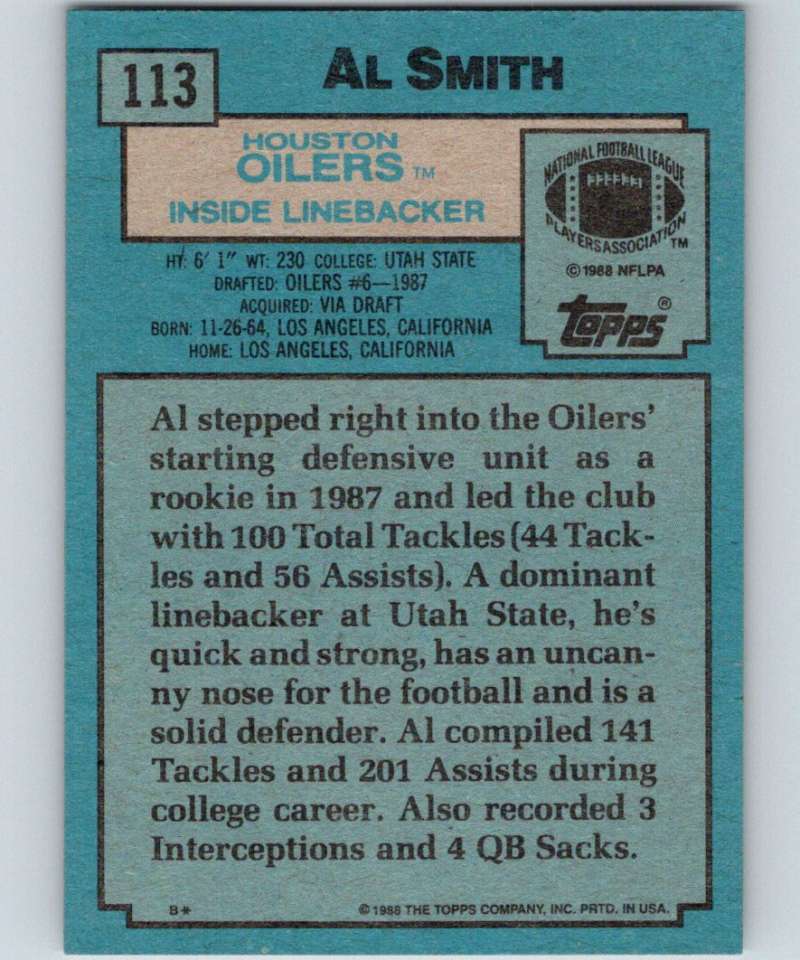 113
AL SMITH
HOUSTON
OILERS TM
INSIDE LINEBACKER
NATIONAL FOOTBALL LEAGUE
PLAYERS ASSOCIATION TM
© 1988 NFLPA
topps ®
HT: 6' 1" WT: 230 COLLEGE: UTAH STATE
DRAFTED: OILERS #6—1987
ACQUIRED: VIA DRAFT
BORN: 11-26-64, LOS ANGELES, CALIFORNIA
HOME: LOS ANGELES, CALIFORNIA
Al stepped right into the Oilers'
starting defensive unit as a
rookie in 1987 and led the club
with 100 Total Tackles (44 Tack-
les and 56 Assists). A dominant
linebacker at Utah State, he's
quick and strong, has an uncan-
ny nose for the football and is a
solid defender. Al compiled 141
Tackles and 201 Assists during
college career. Also recorded 3
Interceptions and 4 QB Sacks.
B*
© 1988 THE TOPPS COMPANY, INC. PRTD. IN USA.